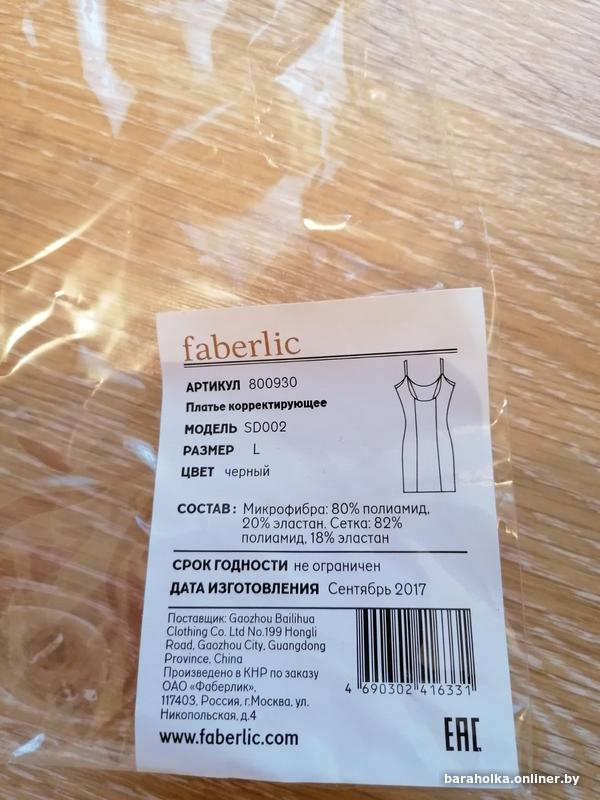 faberlic
АРТИКУЛ 800930
Платье корректирующее
МОДЕЛЬ SD002
РАЗМЕР L
ЦВЕТ черный
СОСТАВ: Микрофибра: 80% полиамид,
20% эластан. Сетка: 82%
полиамид, 18% эластан
СРОК ГОДНОСТИ не ограничен
ДАТА ИЗГОТОВЛЕНИЯ Сентябрь 2017
Поставщик: Gaozhou Bailihua
Clothing Co. Ltd No.199 Hongli
Road, Gaozhou City, Guangdong
Province, China
Произведено в КНР по заказу
ОАО «Фаберлик»,
117403, Россия, г.Москва, ул.
Никопольская, д.4
www.faberlic.com
4 690302 416331
EAC
baraholka.onliner.by